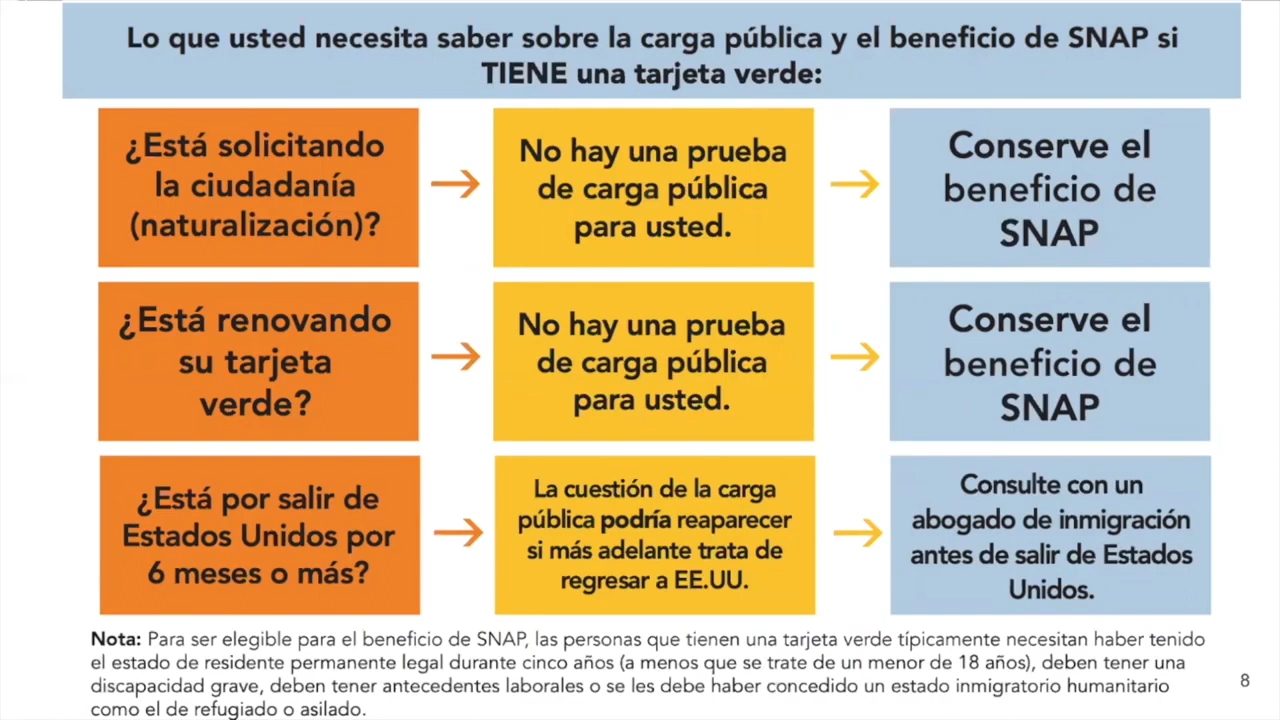 Lo que usted necesita saber sobre la carga pública y el beneficio de SNAP si
TIENE una tarjeta verde:
¿Está solicitando
la ciudadanía
(naturalización)?
No hay una prueba
de carga pública
para usted.
Conserve el
beneficio de
SNAP
¿Está renovando
su tarjeta
verde?
No hay una prueba
de carga pública
para usted.
Conserve el
beneficio de
SNAP
¿Está por salir de
Estados Unidos por
6 meses o más?
La cuestión de la carga
pública podría reaparecer
si más adelante trata de
regresar a EE.UU.
Consulte con un
abogado de inmigración
antes de salir de Estados
Unidos.
Nota: Para ser elegible para el beneficio de SNAP, las personas que tienen una tarjeta verde típicamente necesitan haber tenido
el estado de residente permanente legal durante cinco años (a menos que se trate de un menor de 18 años), deben tener una
discapacidad grave, deben tener antecedentes laborales o se les debe haber concedido un estado inmigratorio humanitario
como el de refugiado o asilado.
8